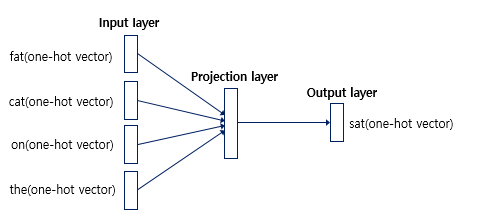 Input layer
fat(one-hot vector)
Projection layer
Output layer
cat(one-hot vector)
sat(one-hot vector)
on(one-hot vector)
the(one-hot vector)